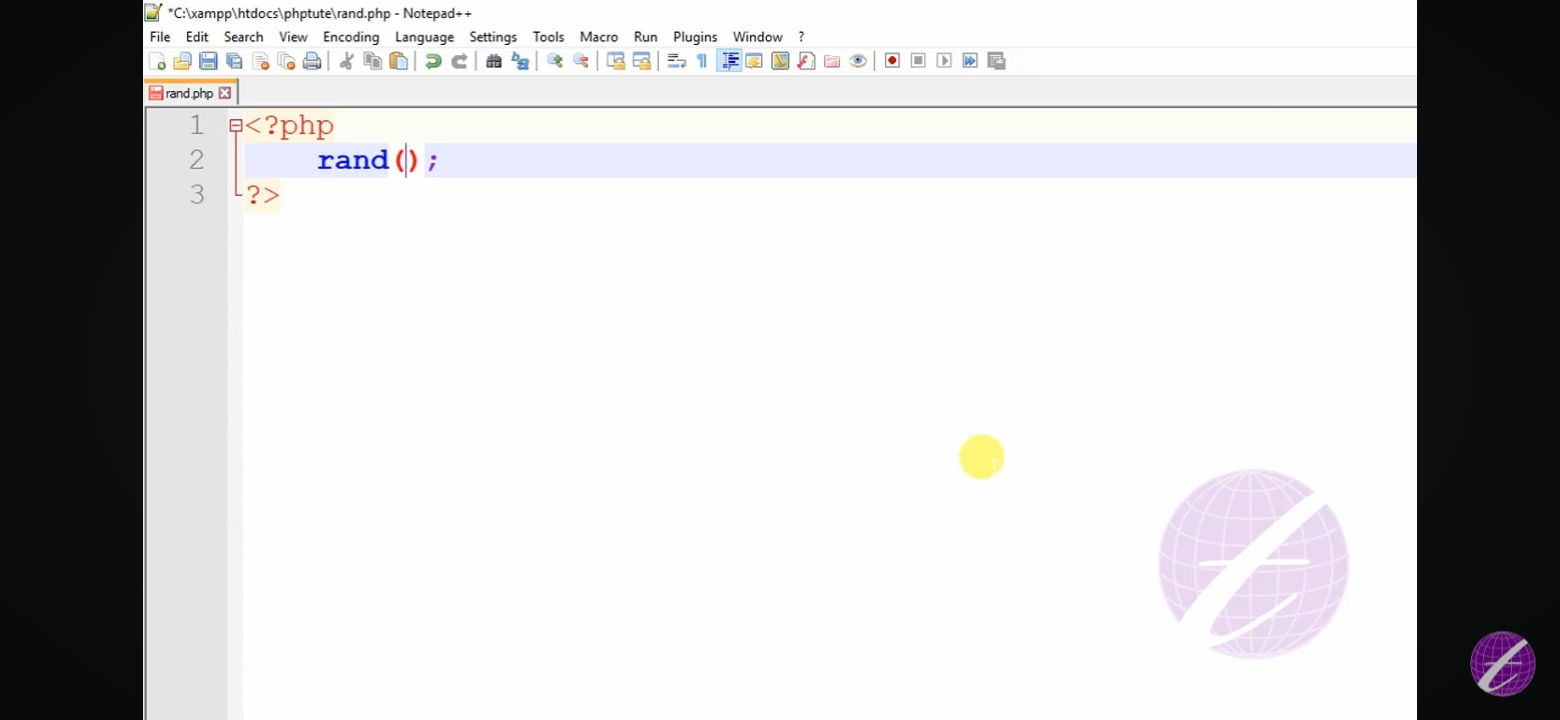 *C:\xampp\htdocs\phptute\rand.php - Notepad++
File Edit Search View Encoding Language Settings Tools Macro Run Plugins Window ?
rand.php
1 <?php
2 rand();
3 ?>